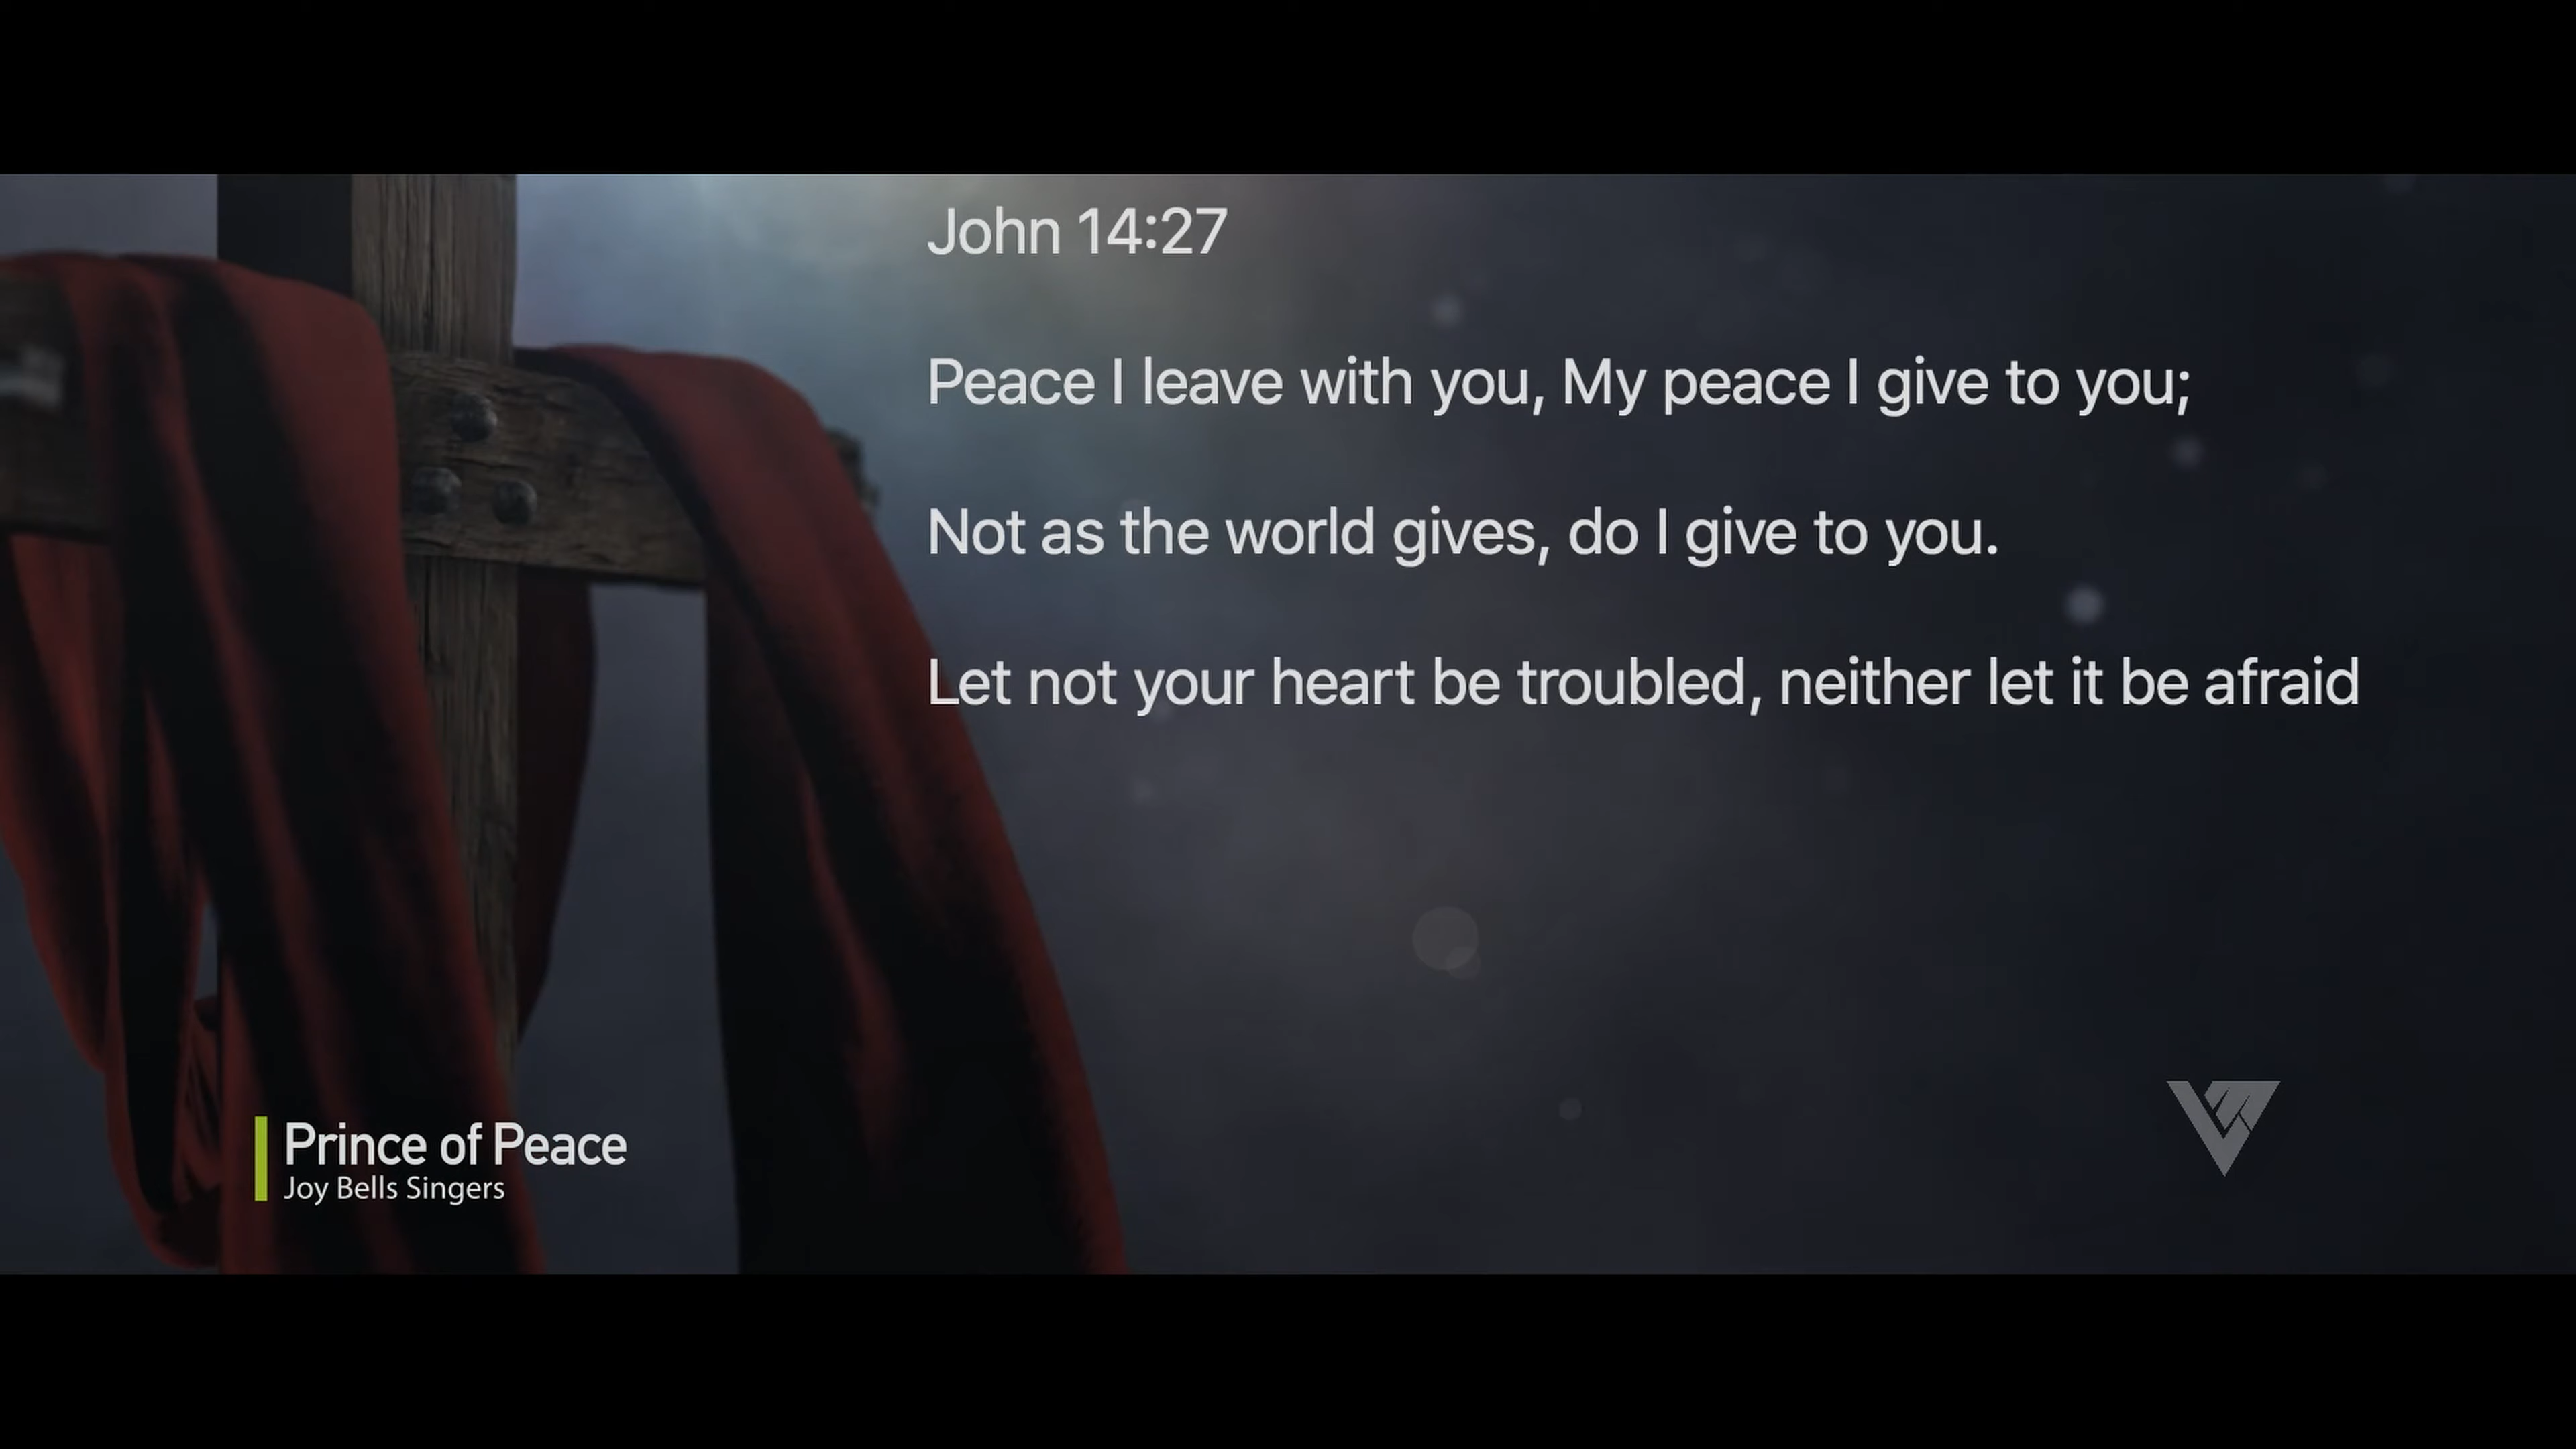 John 14:27
Peace I leave with you, My peace I give to you;
Not as the world gives, do I give to you.
Let not your heart be troubled, neither let it be afraid
Prince of Peace
Joy Bells Singers